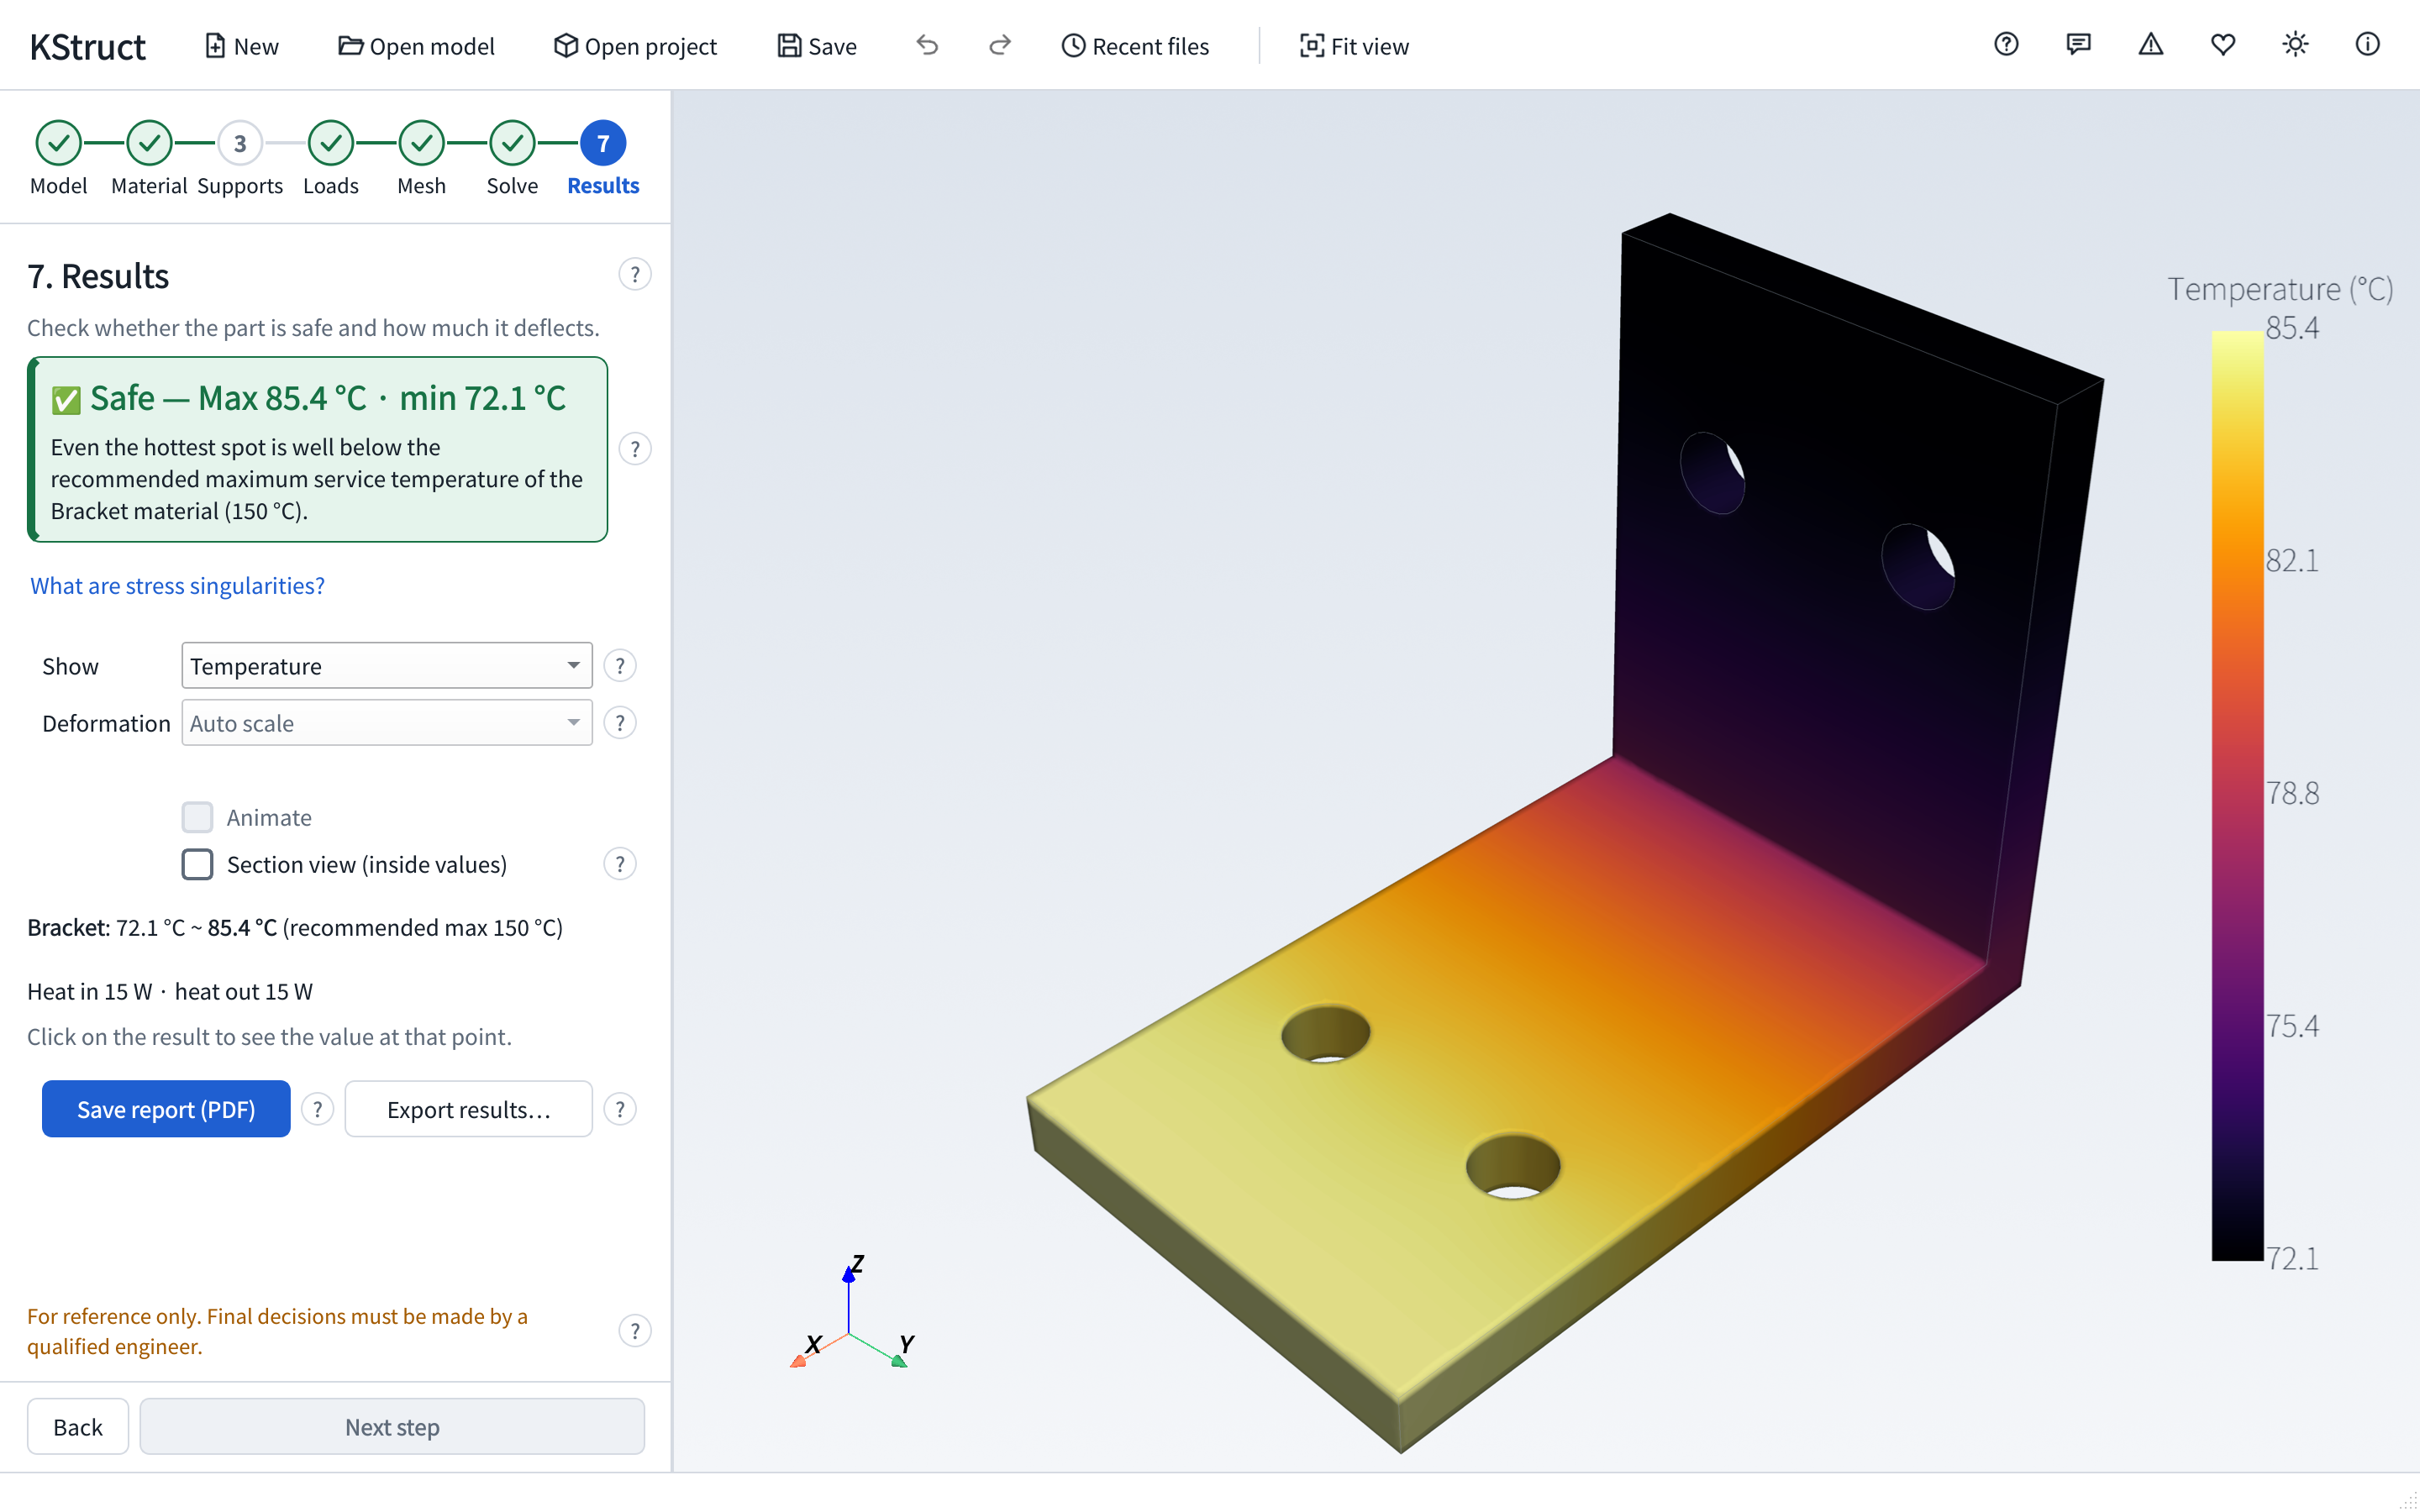 KStruct
New
Open model
Open project
Save
Recent files
Fit view
3
7
Model
Material
Supports
Loads
Mesh
Solve
Results
7. Results
?
Check whether the part is safe and how much it deflects.
✅ Safe — Max 85.4 °C · min 72.1 °C
Even the hottest spot is well below the
recommended maximum service temperature of the
Bracket material (150 °C).
?
What are stress singularities?
Show
Temperature
?
Deformation
Auto scale
?
Animate
Section view (inside values)
?
Bracket: 72.1 °C ~ 85.4 °C (recommended max 150 °C)
Heat in 15 W · heat out 15 W
Click on the result to see the value at that point.
Save report (PDF)
?
Export results…
?
For reference only. Final decisions must be made by a
qualified engineer.
?
Back
Next step
Temperature (°C)
85.4
82.1
78.8
75.4
72.1
Z
X
Y